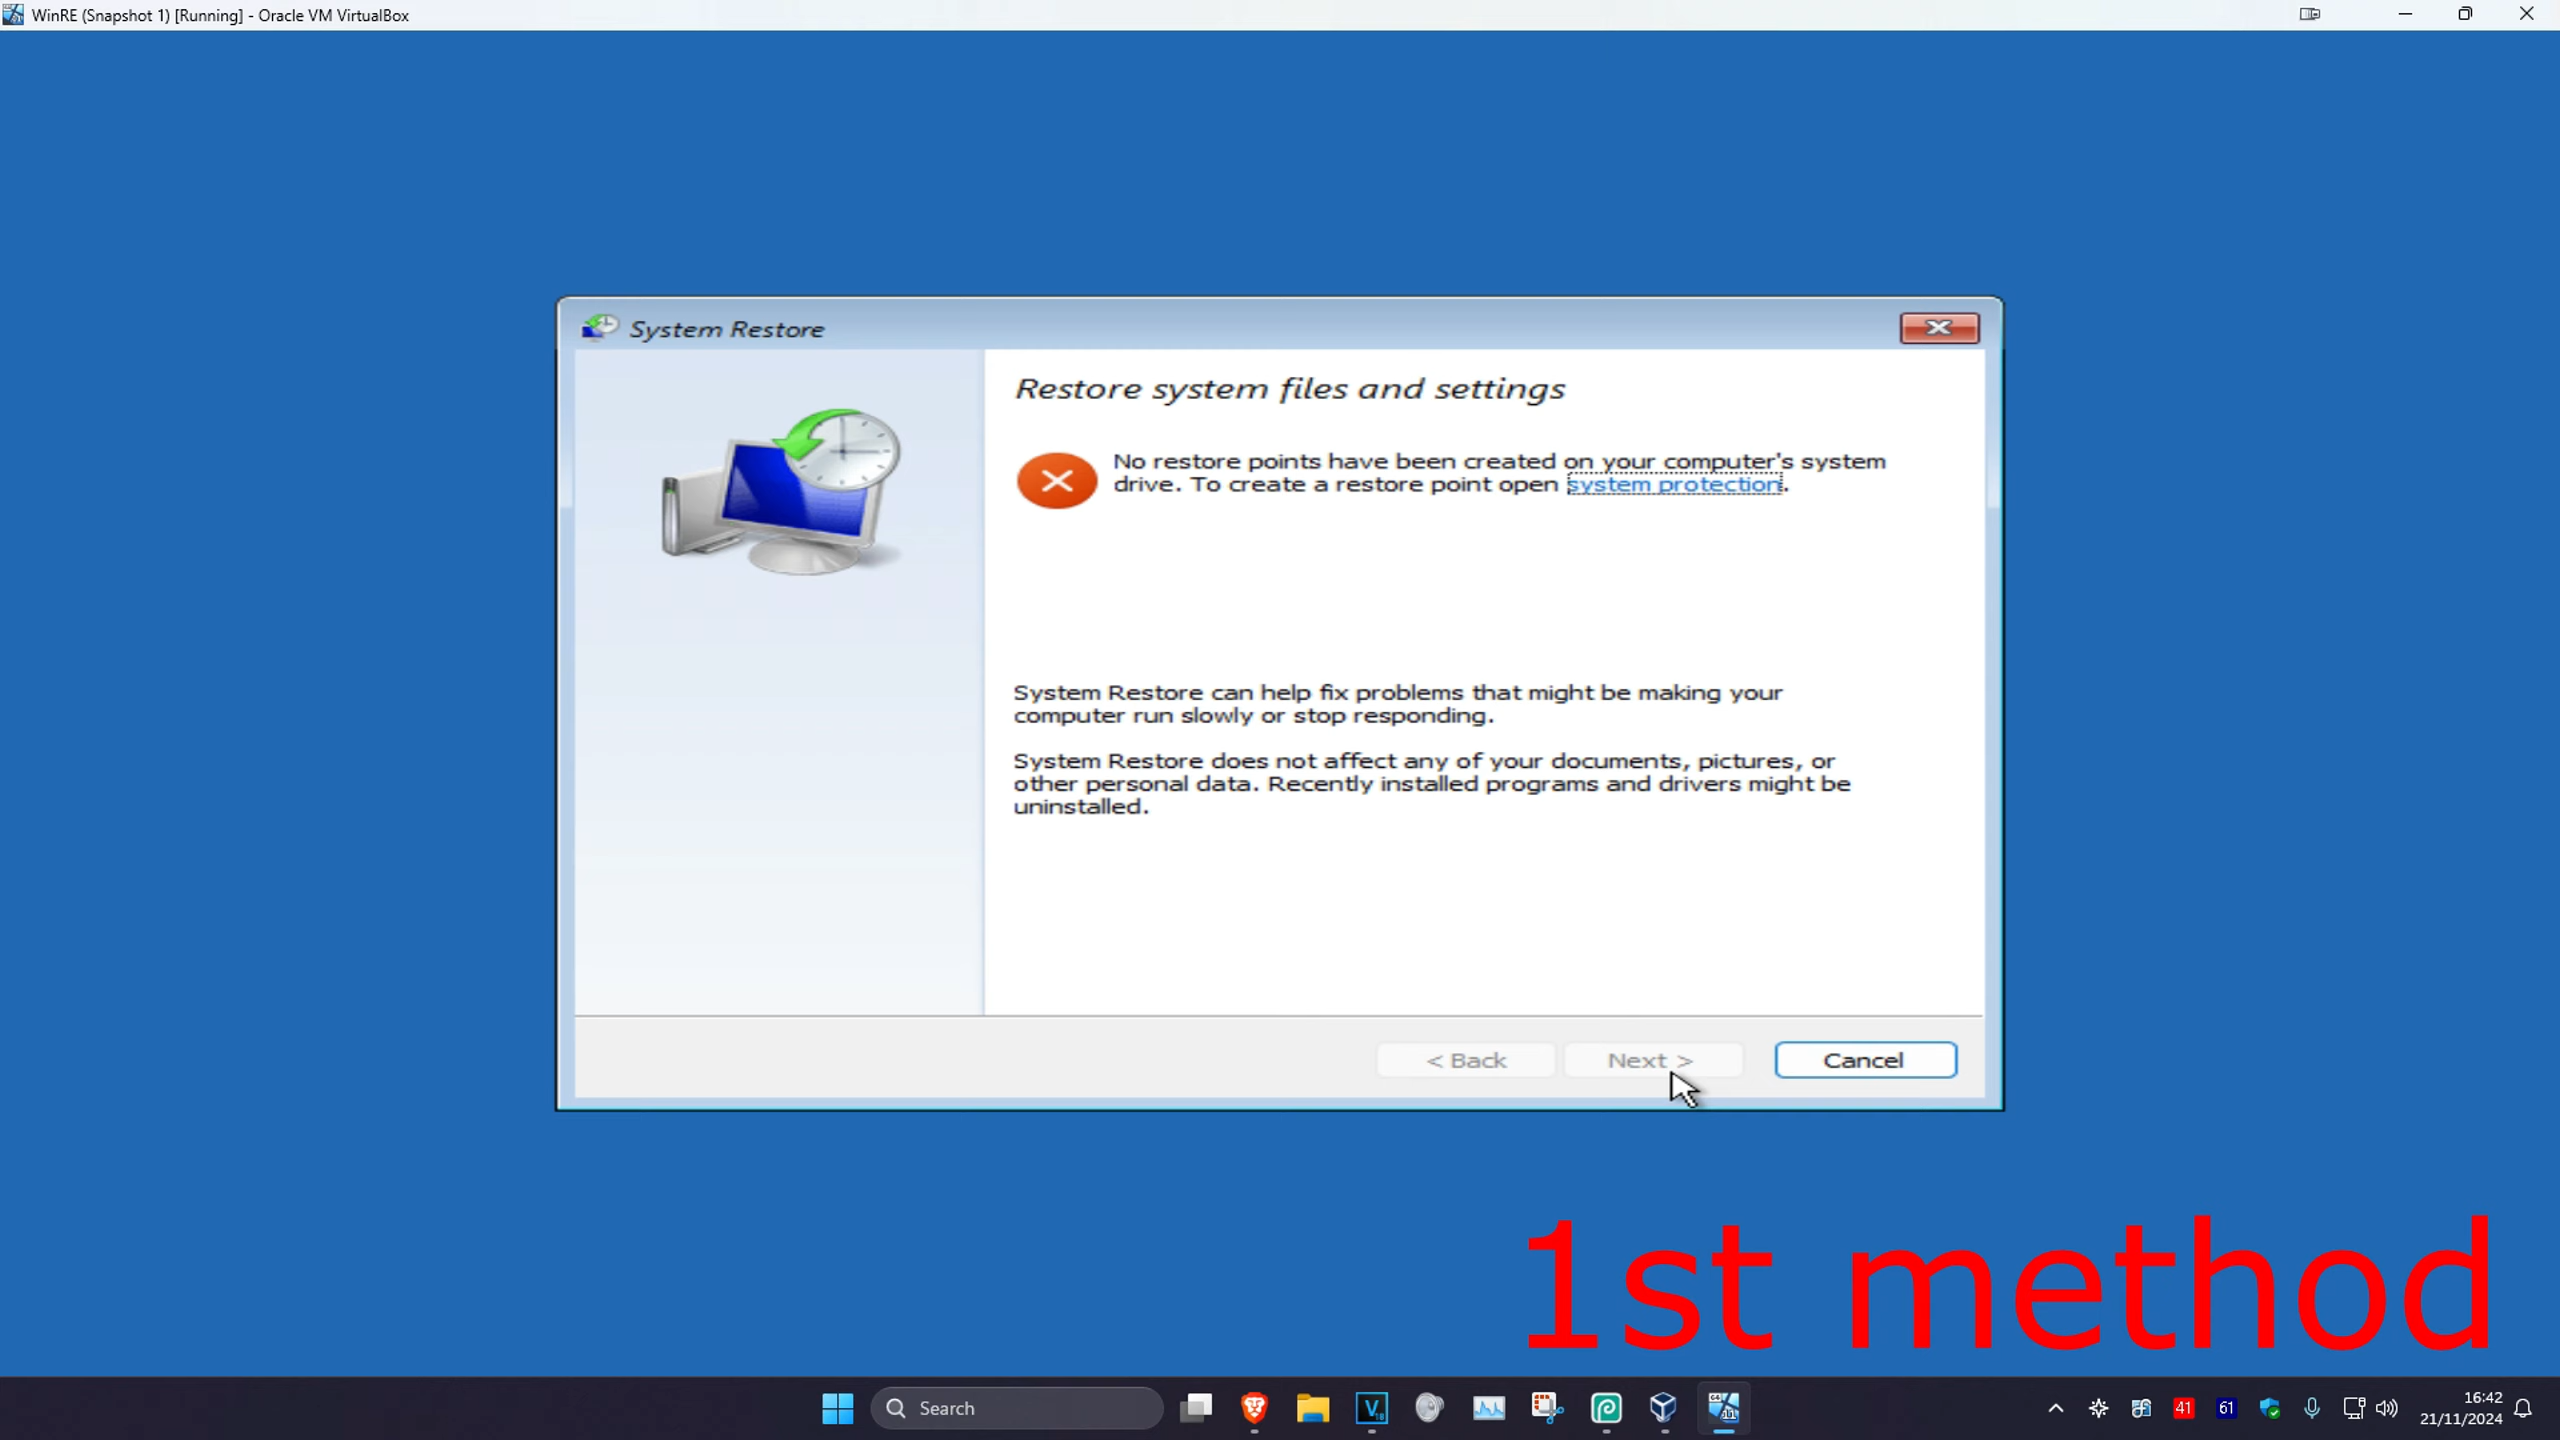 WinRE (Snapshot 1) [Running] - Oracle VM VirtualBox
System Restore
Restore system files and settings
No restore points have been created on your computer's system
drive. To create a restore point open system protection.
System Restore can help fix problems that might be making your
computer run slowly or stop responding.
System Restore does not affect any of your documents, pictures, or
other personal data. Recently installed programs and drivers might be
uninstalled.
< Back
Next >
Cancel
1st method
Search
41
61
16:42
21/11/2024